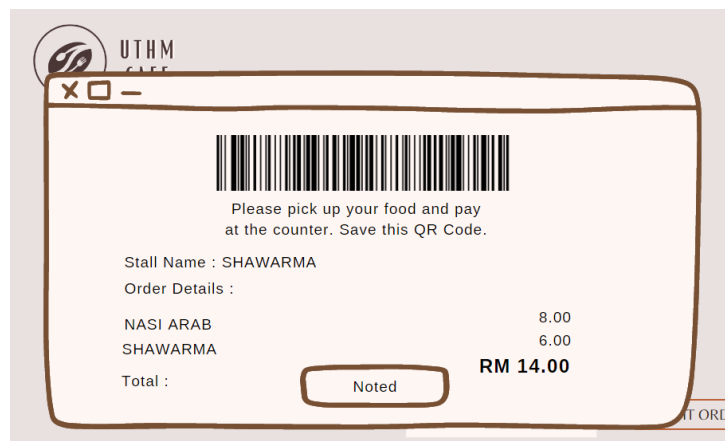 UTHM
CAFE
Please pick up your food and pay
at the counter. Save this QR Code.
Stall Name : SHAWARMA
Order Details :
NASI ARAB 8.00
SHAWARMA 6.00
Total : RM 14.00
Noted